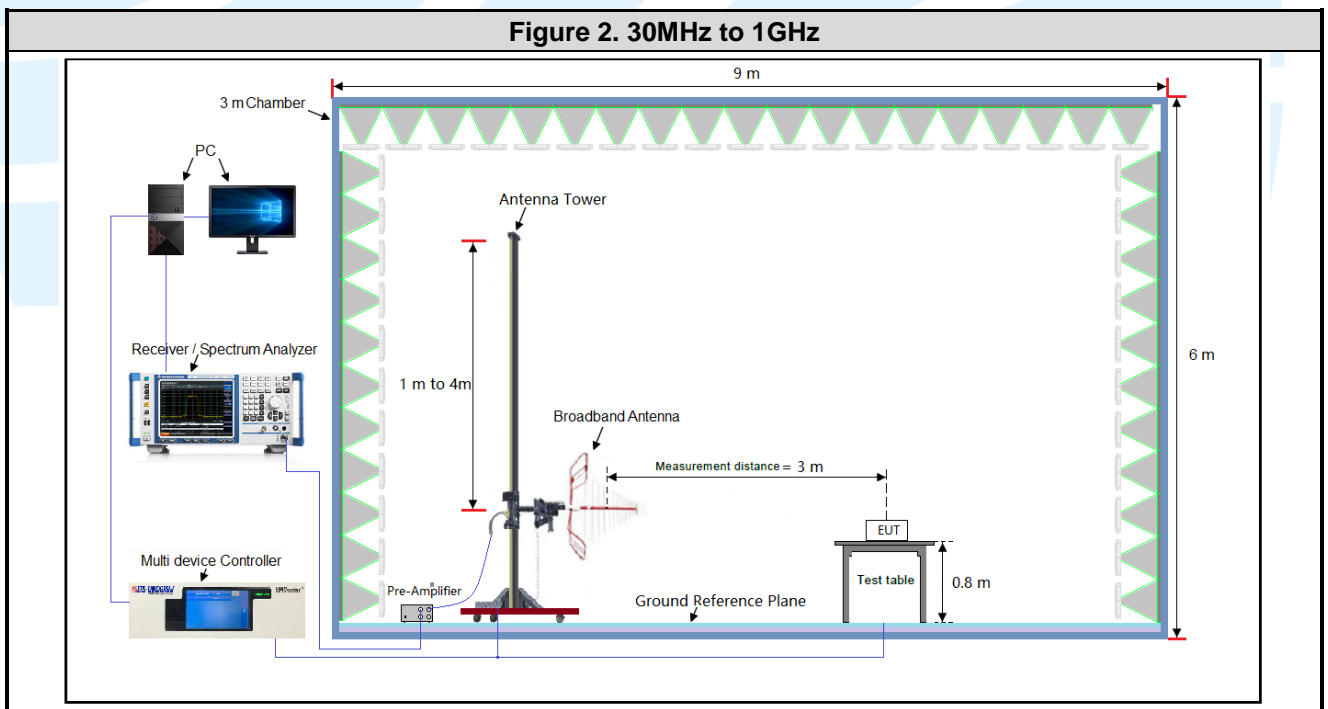 Figure 2. 30MHz to 1GHz
9 m
3 m Chamber
PC
Antenna Tower
Receiver / Spectrum Analyzer
1 m to 4m
6 m
Broadband Antenna
Measurement distance = 3 m
EUT
Multi device Controller
Test table
0.8 m
Pre-Amplifier
Ground Reference Plane